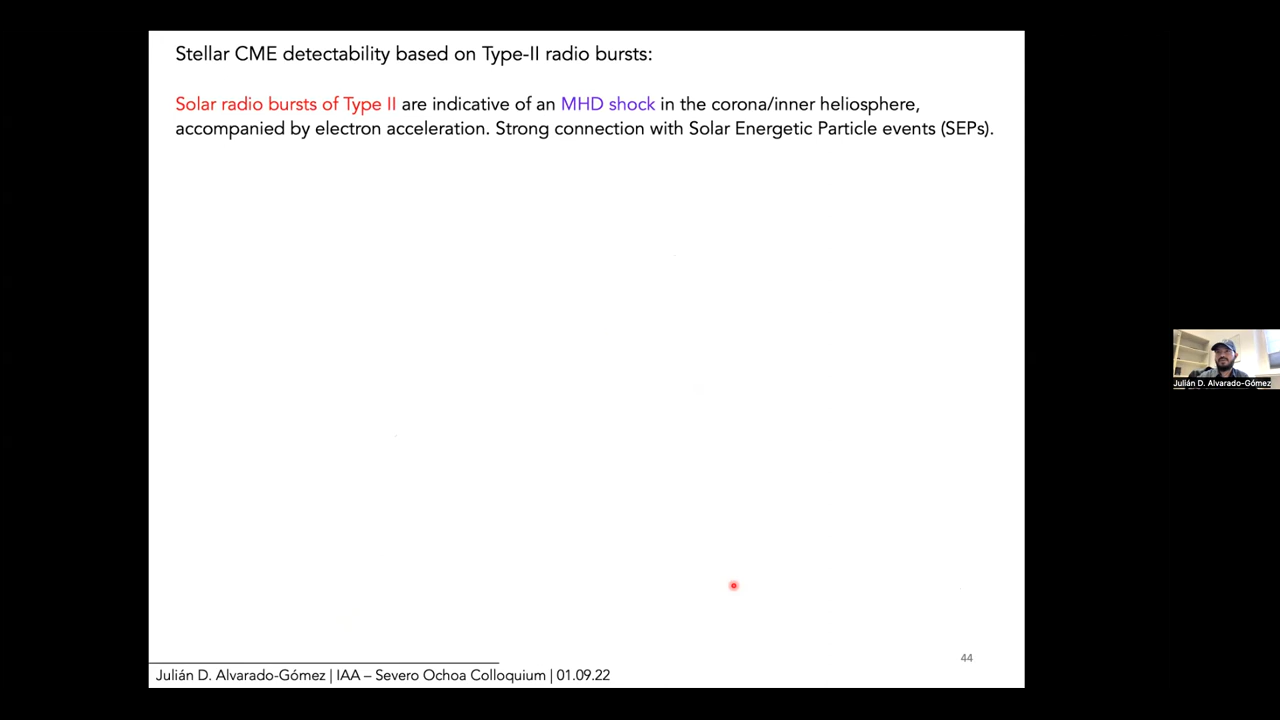 Stellar CME detectability based on Type-II radio bursts:
Solar radio bursts of Type II are indicative of an MHD shock in the corona/inner heliosphere,
accompanied by electron acceleration. Strong connection with Solar Energetic Particle events (SEPs).
Julián D. Alvarado-Gómez
44
Julián D. Alvarado-Gómez | IAA – Severo Ochoa Colloquium | 01.09.22